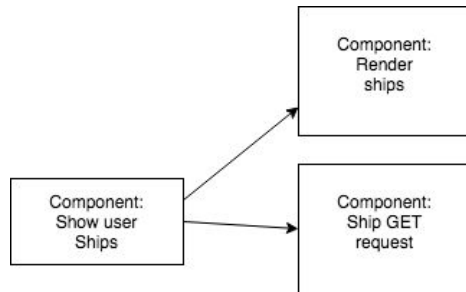 Component:
Render
ships
Component:
Show user
Ships
Component:
Ship GET
request